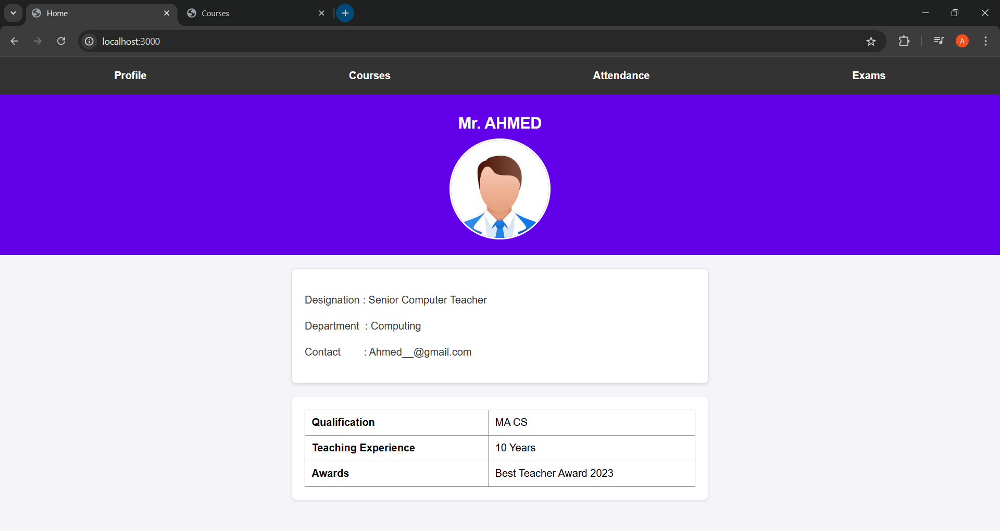 Home
Courses
localhost:3000
A
Profile Courses Attendance Exams
Mr. AHMED
Designation : Senior Computer Teacher
Department : Computing
Contact : Ahmed__@gmail.com
Qualification MA CS
Teaching Experience 10 Years
Awards Best Teacher Award 2023